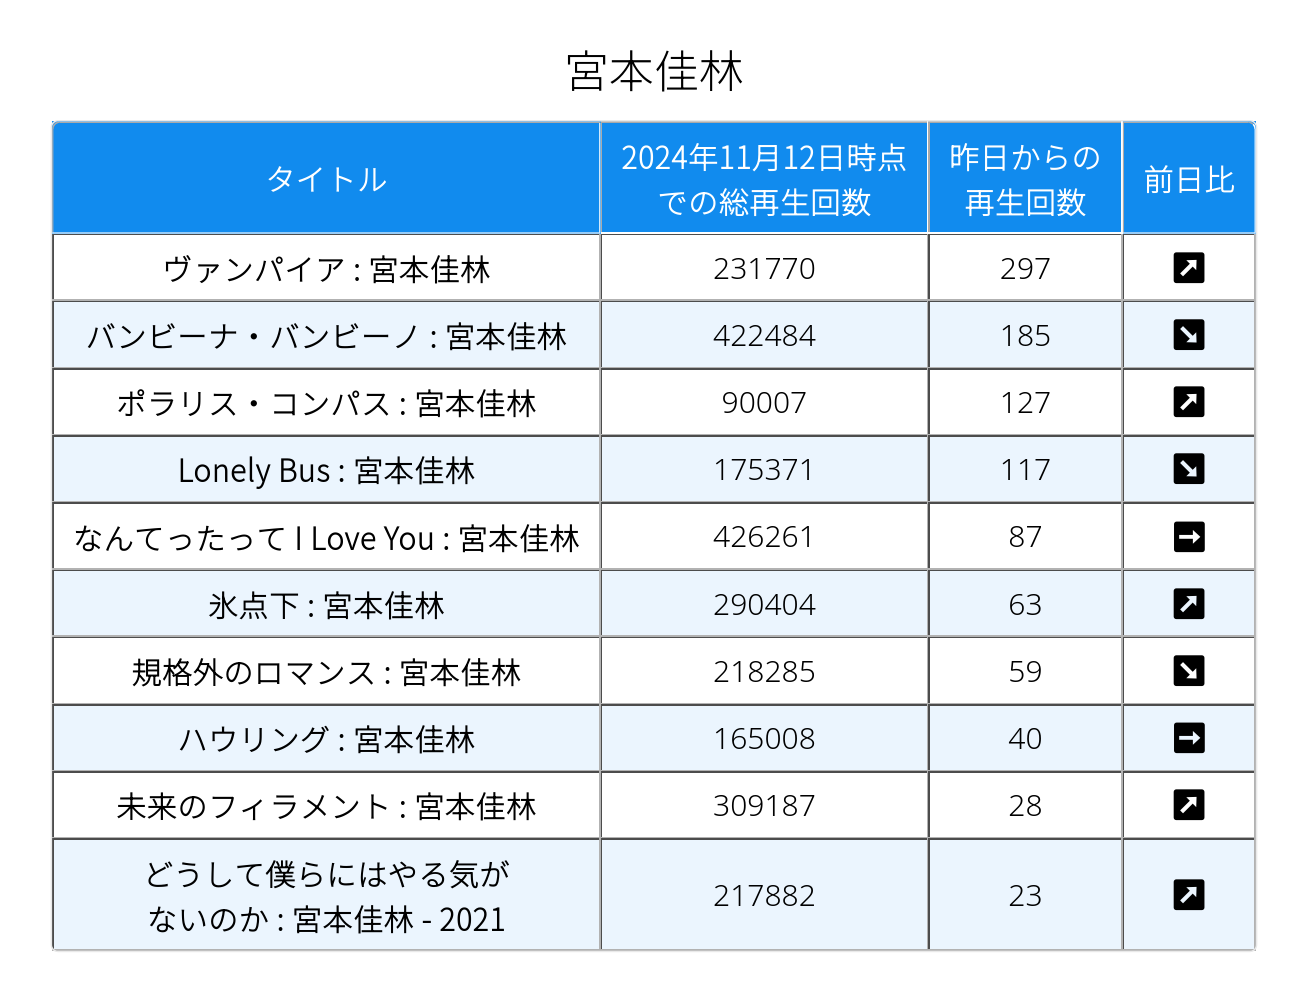 宮本佳林
タイトル
2024年11月12日時点
での総再生回数
昨日からの
再生回数
前日比
ヴァンパイア : 宮本佳林
231770
297
↗
バンビーナ・バンビーノ : 宮本佳林
422484
185
↘
ポラリス・コンパス : 宮本佳林
90007
127
↗
Lonely Bus : 宮本佳林
175371
117
↘
なんてったって I Love You : 宮本佳林
426261
87
→
氷点下 : 宮本佳林
290404
63
↗
規格外のロマンス : 宮本佳林
218285
59
↘
ハウリング : 宮本佳林
165008
40
→
未来のフィラメント : 宮本佳林
309187
28
↗
どうして僕らにはやる気が
ないのか : 宮本佳林 - 2021
217882
23
↗